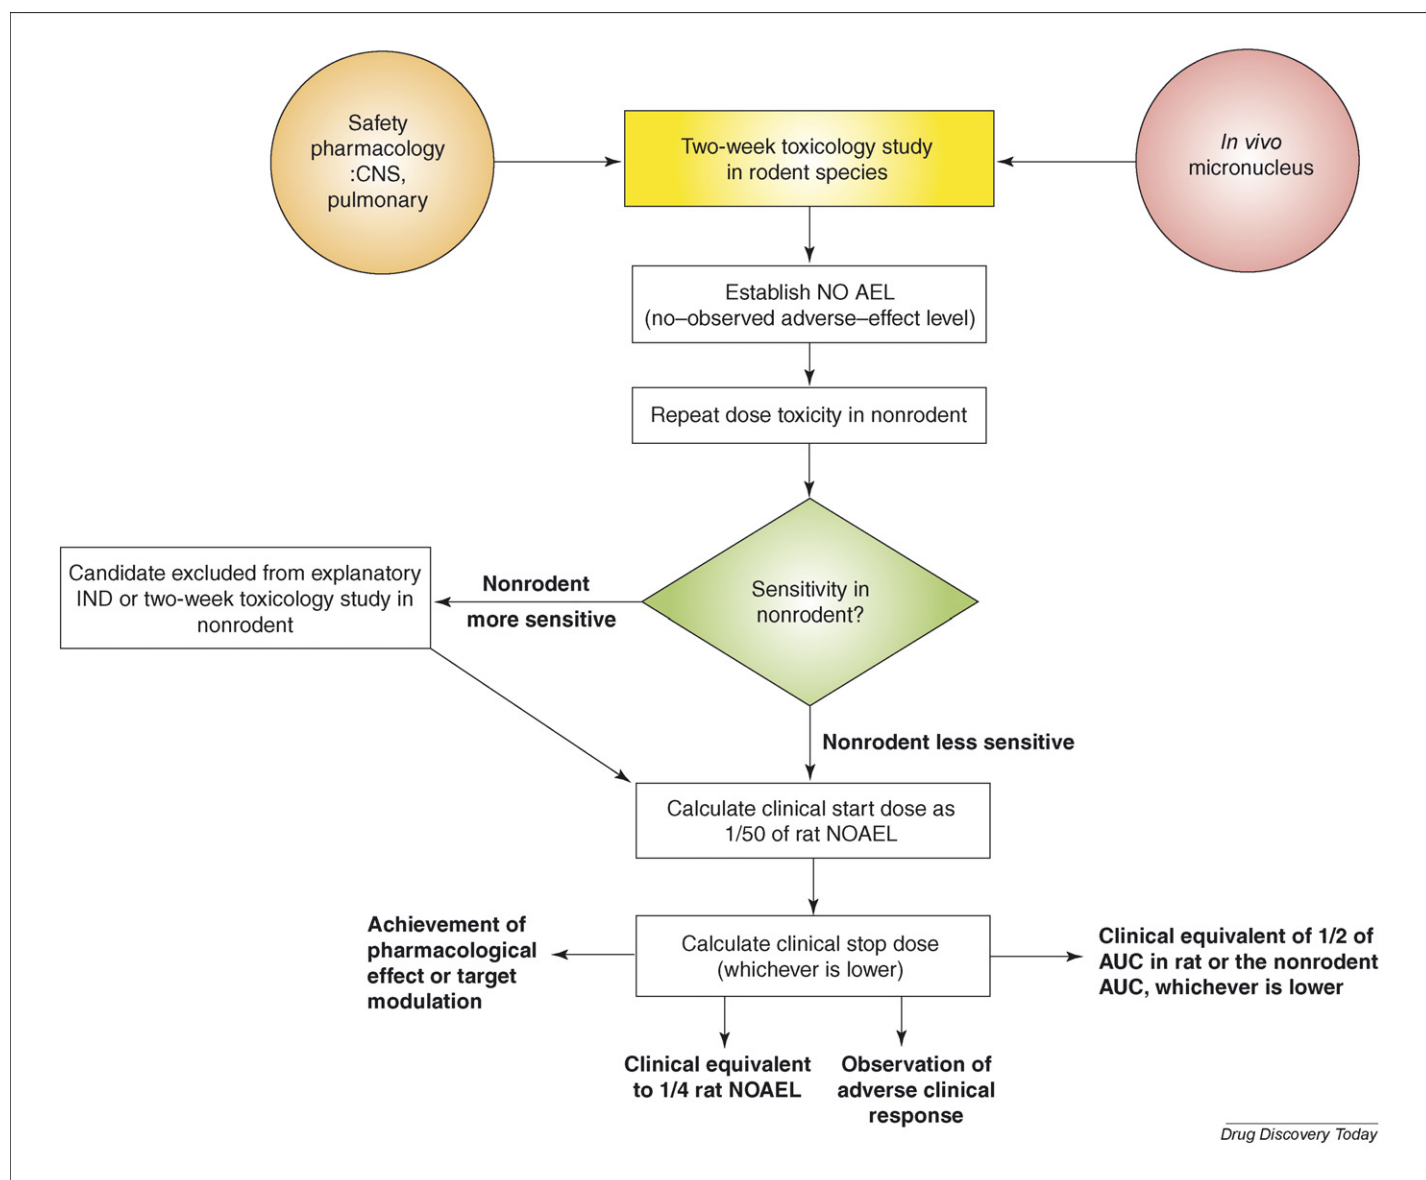 Safety
pharmacology
:CNS,
pulmonary
Two-week toxicology study
in rodent species
In vivo
micronucleus
Establish NO AEL
(no–observed adverse–effect level)
Repeat dose toxicity in nonrodent
Sensitivity in
nonrodent?
Nonrodent
more sensitive
Candidate excluded from explanatory
IND or two-week toxicology study in
nonrodent
Nonrodent less sensitive
Calculate clinical start dose as
1/50 of rat NOAEL
Calculate clinical stop dose
(whichever is lower)
Achievement of
pharmacological
effect or target
modulation
Clinical equivalent of 1/2 of
AUC in rat or the nonrodent
AUC, whichever is lower
Clinical equivalent
to 1/4 rat NOAEL
Observation of
adverse clinical
response
Drug Discovery Today